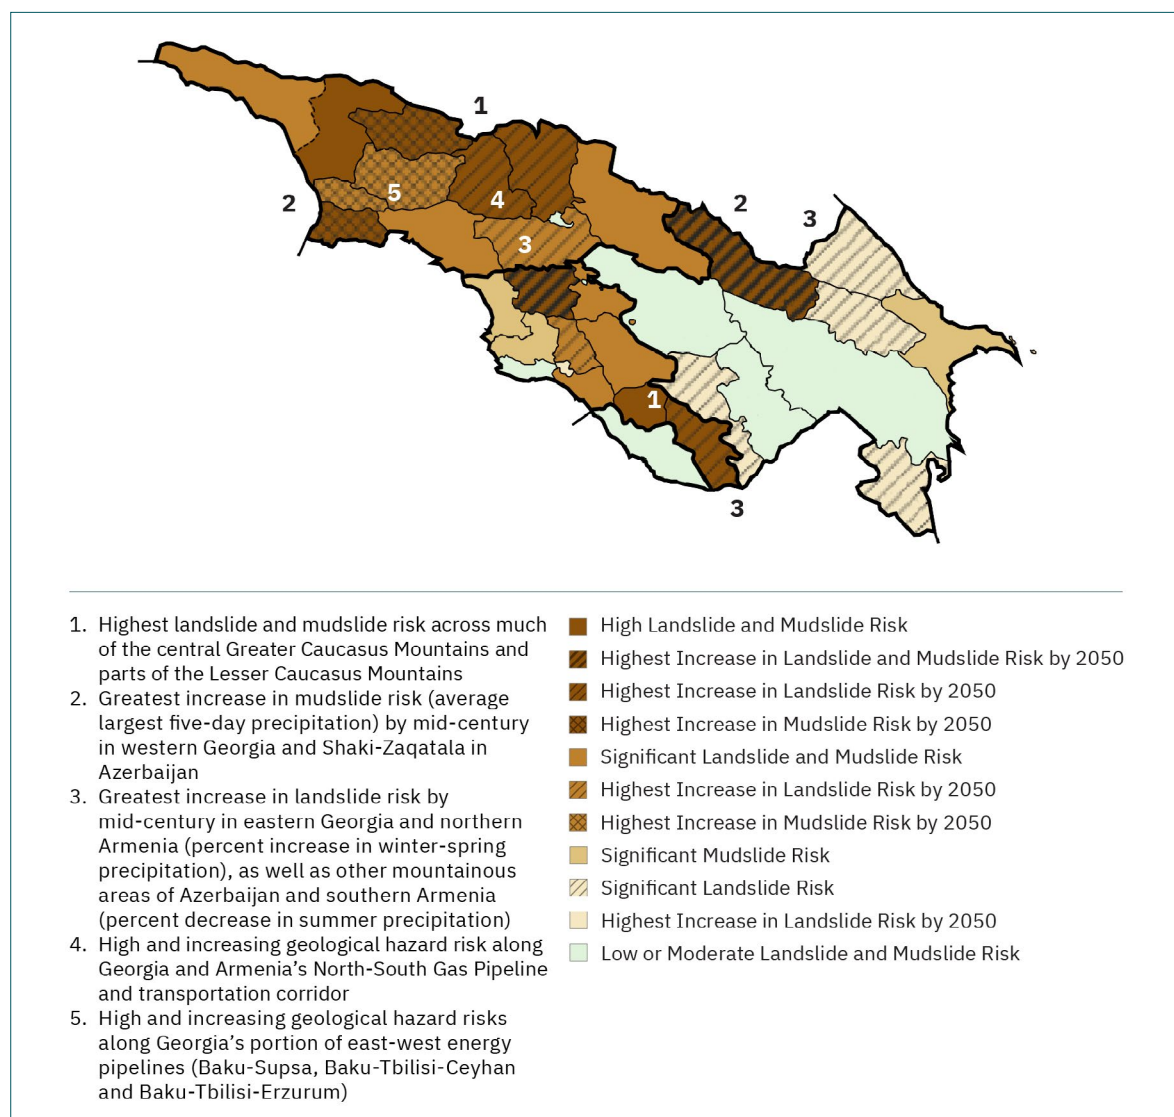 1
2
3
5
4
2
3
1
3
1. Highest landslide and mudslide risk across much
of the central Greater Caucasus Mountains and
parts of the Lesser Caucasus Mountains
2. Greatest increase in mudslide risk (average
largest five-day precipitation) by mid-century
in western Georgia and Shaki-Zaqatala in
Azerbaijan
3. Greatest increase in landslide risk by
mid-century in eastern Georgia and northern
Armenia (percent increase in winter-spring
precipitation), as well as other mountainous
areas of Azerbaijan and southern Armenia
(percent decrease in summer precipitation)
4. High and increasing geological hazard risk along
Georgia and Armenia’s North-South Gas Pipeline
and transportation corridor
5. High and increasing geological hazard risks
along Georgia’s portion of east-west energy
pipelines (Baku-Supsa, Baku-Tbilisi-Ceyhan
and Baku-Tbilisi-Erzurum)
High Landslide and Mudslide Risk
Highest Increase in Landslide and Mudslide Risk by 2050
Highest Increase in Landslide Risk by 2050
Highest Increase in Mudslide Risk by 2050
Significant Landslide and Mudslide Risk
Highest Increase in Landslide Risk by 2050
Highest Increase in Mudslide Risk by 2050
Significant Mudslide Risk
Significant Landslide Risk
Highest Increase in Landslide Risk by 2050
Low or Moderate Landslide and Mudslide Risk